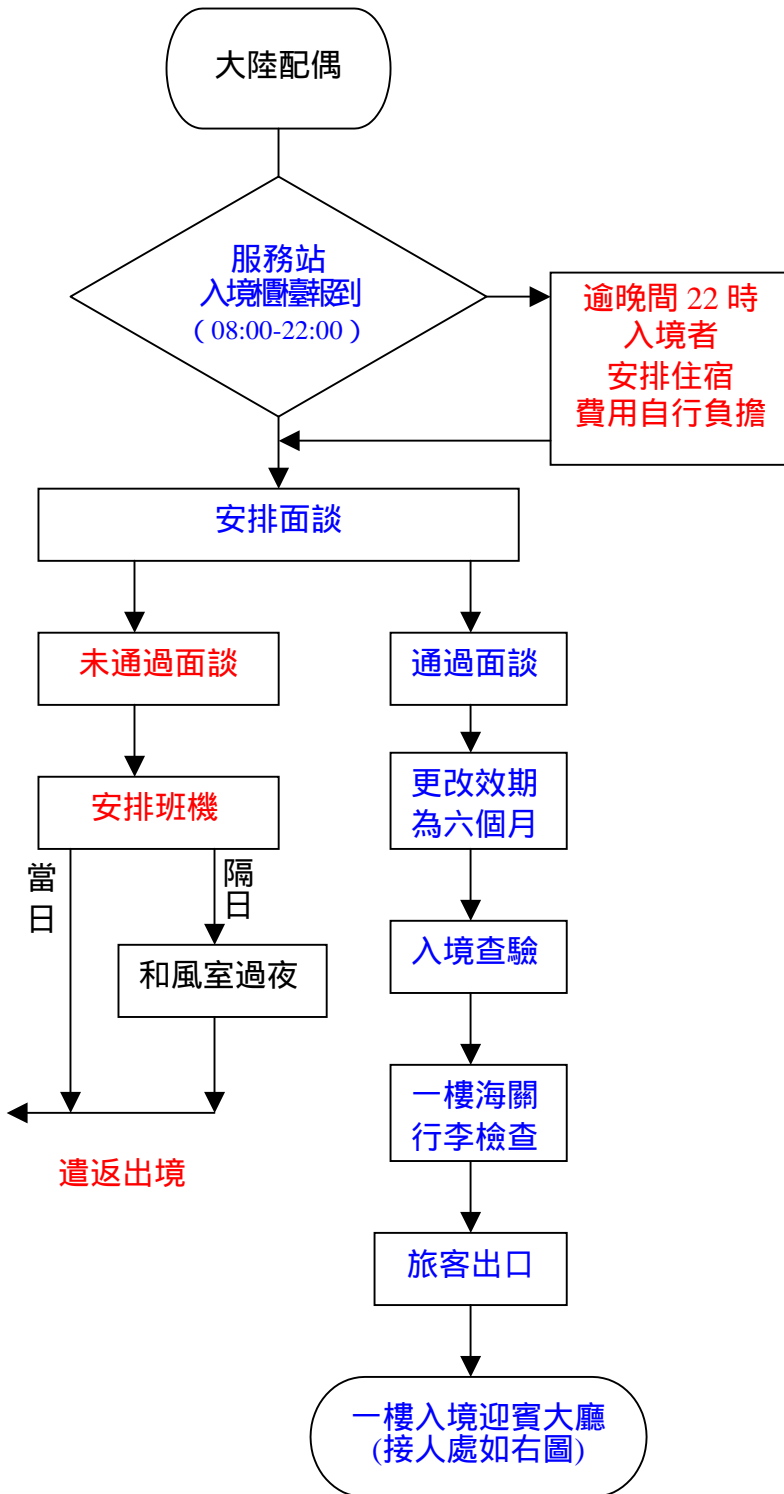 大陸配偶
服務站
入境櫃檯報到
（08:00-22:00）
逾晚間 22 時
入境者
安排住宿
費用自行負擔
安排面談
未通過面談
通過面談
安排班機
更改效期
為六個月
當日
隔日
和風室過夜
入境查驗
一樓海關
行李檢查
遣返出境
旅客出口
一樓入境迎賓大廳
(接人處如右圖)